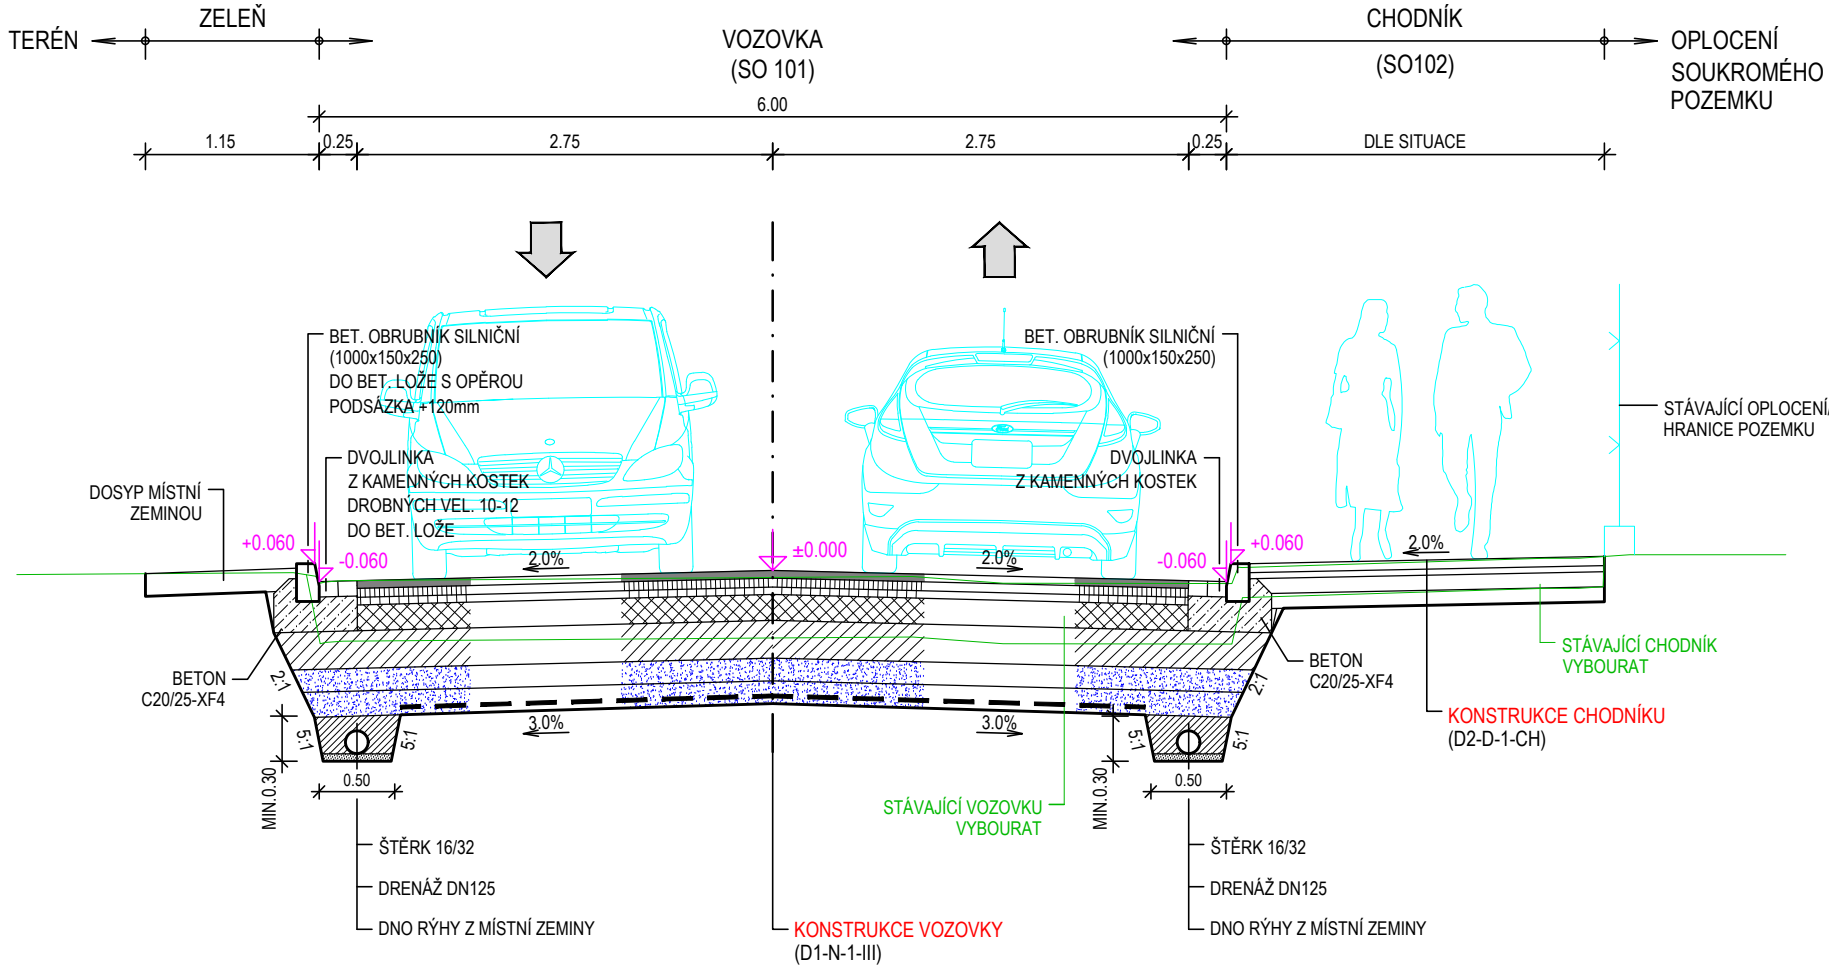 TERÉN
ZELEŇ
VOZOVKA
(SO 101)
CHODNÍK
(SO102)
OPLOCENÍ
SOUKROMÉHO
POZEMKU
6.00
1.15
0.25
2.75
2.75
0.25
DLE SITUACE
BET. OBRUBNÍK SILNIČNÍ
(1000x150x250)
DO BET. LOŽE S OPĚROU
PODSÁZKA +120mm
BET. OBRUBNÍK SILNIČNÍ
(1000x150x250)
STÁVAJÍCÍ OPLOCENÍ/
HRANICE POZEMKU
DVOJLINKA
Z KAMENNÝCH KOSTEK
DROBNÝCH VEL. 10-12
DO BET. LOŽE
DVOJLINKA
Z KAMENNÝCH KOSTEK
DOSYP MÍSTNÍ
ZEMINOU
+0.060
-0.060
±0.000
-0.060
+0.060
2.0%
2.0%
2.0%
BETON
C20/25-XF4
2:1
BETON
C20/25-XF4
2:1
STÁVAJÍCÍ CHODNÍK
VYBOURAT
KONSTRUKCE CHODNÍKU
(D2-D-1-CH)
3.0%
3.0%
5:1
5:1
5:1
5:1
MIN.0.30
0.50
MIN.0.30
0.50
STÁVAJÍCÍ VOZOVKU
VYBOURAT
ŠTĚRK 16/32
DRENÁŽ DN125
DNO RÝHY Z MÍSTNÍ ZEMINY
KONSTRUKCE VOZOVKY
(D1-N-1-III)
ŠTĚRK 16/32
DRENÁŽ DN125
DNO RÝHY Z MÍSTNÍ ZEMINY